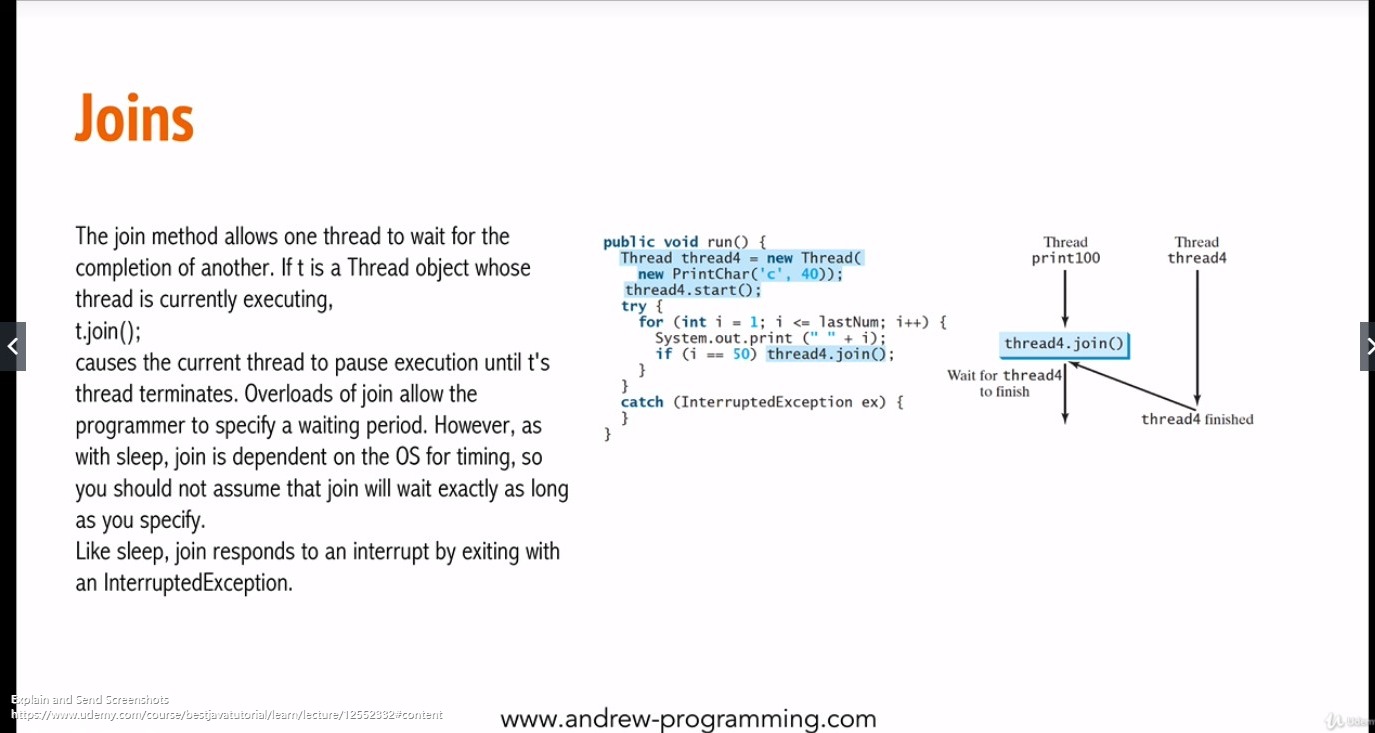 Joins
The join method allows one thread to wait for the
completion of another. If t is a Thread object whose
thread is currently executing,
t.join();
causes the current thread to pause execution until t's
thread terminates. Overloads of join allow the
programmer to specify a waiting period. However, as
with sleep, join is dependent on the OS for timing, so
you should not assume that join will wait exactly as long
as you specify.
Like sleep, join responds to an interrupt by exiting with
an InterruptedException.
public void run() {
Thread thread4 = new Thread(
new PrintChar('c', 40));
thread4.start();
try {
for (int i = 1; i <= lastNum; i++) {
System.out.print (" " + i);
if (i == 50) thread4.join();
}
}
catch (InterruptedException ex) {
}
}
Thread
print100
Thread
thread4
thread4.join()
Wait for thread4
to finish
thread4 finished
Explain and Send Screenshots
https://www.udemy.com/course/bestjavatutorial/learn/lecture/12552332#content
www.andrew-programming.com
Udem